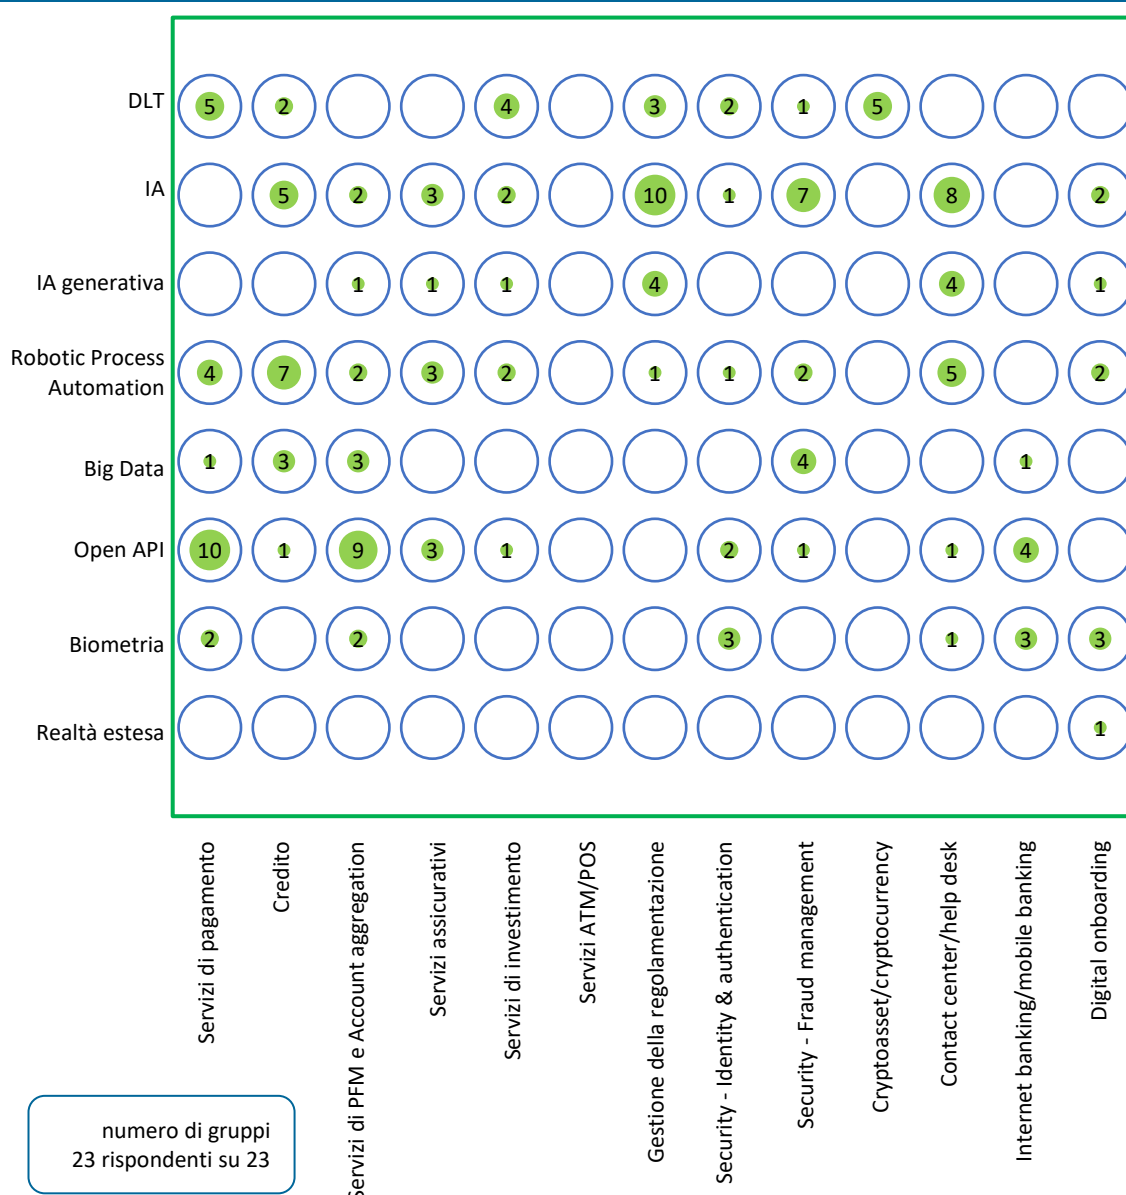 DLT 5 2 4 3 2 1 5
IA 5 2 3 2 10 1 7 8 2
IA generativa 1 1 1 4 4 1
Robotic Process
Automation 4 7 2 3 2 1 1 2 5 2
Big Data 1 3 3 4 1
Open API 10 1 9 3 1 2 1 1 4
Biometria 2 2 3 1 3 3
Realtà estesa 1
Servizi di pagamento
Credito
Servizi di PFM e Account aggregation
Servizi assicurativi
Servizi di investimento
Servizi ATM/POS
Gestione della regolamentazione
Security - Identity & authentication
Security - Fraud management
Cryptoasset/cryptocurrency
Contact center/help desk
Internet banking/mobile banking
Digital onboarding
numero di gruppi
23 rispondenti su 23